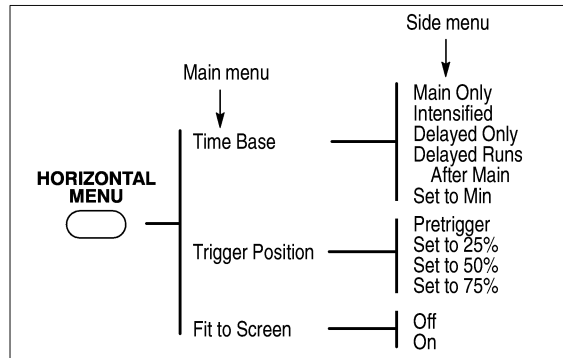 Side menu
Main menu
Main Only
Intensified
Time Base
Delayed Only
Delayed Runs
After Main
Set to Min
HORIZONTAL
MENU
Pretrigger
Trigger Position
Set to 25%
Set to 50%
Set to 75%
Fit to Screen
Off
On